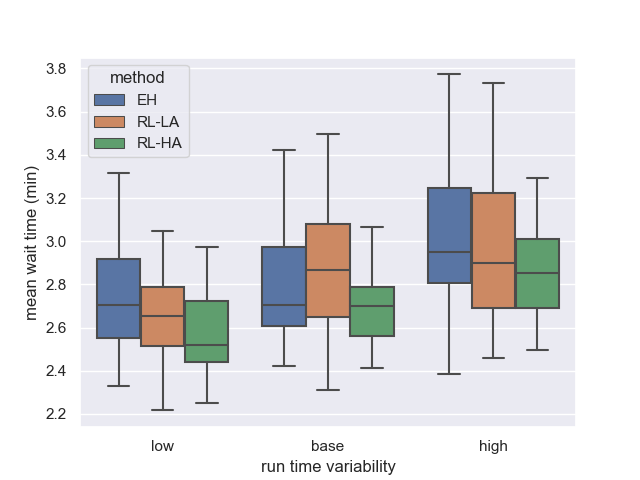 3.8
3.6
3.4
3.2
3.0
2.8
2.6
2.4
2.2
mean wait time (min)
method
EH
RL-LA
RL-HA
low base high
run time variability